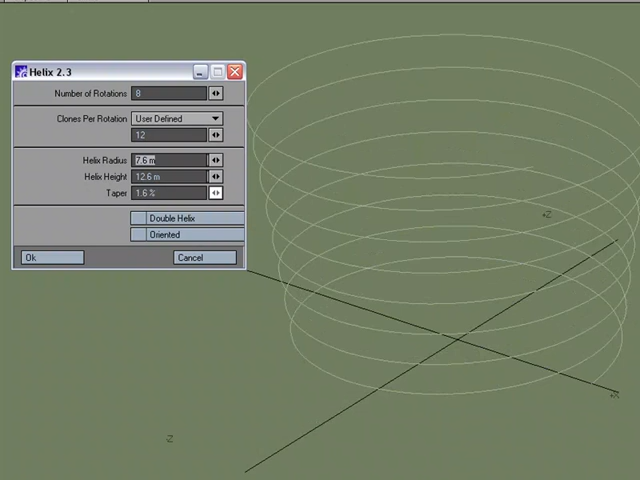 Helix 2.3
Number of Rotations 8
Clones Per Rotation User Defined
12
Helix Radius 7.6 m
Helix Height 12.6 m
Taper 1.6 %
Double Helix
Oriented
Ok Cancel